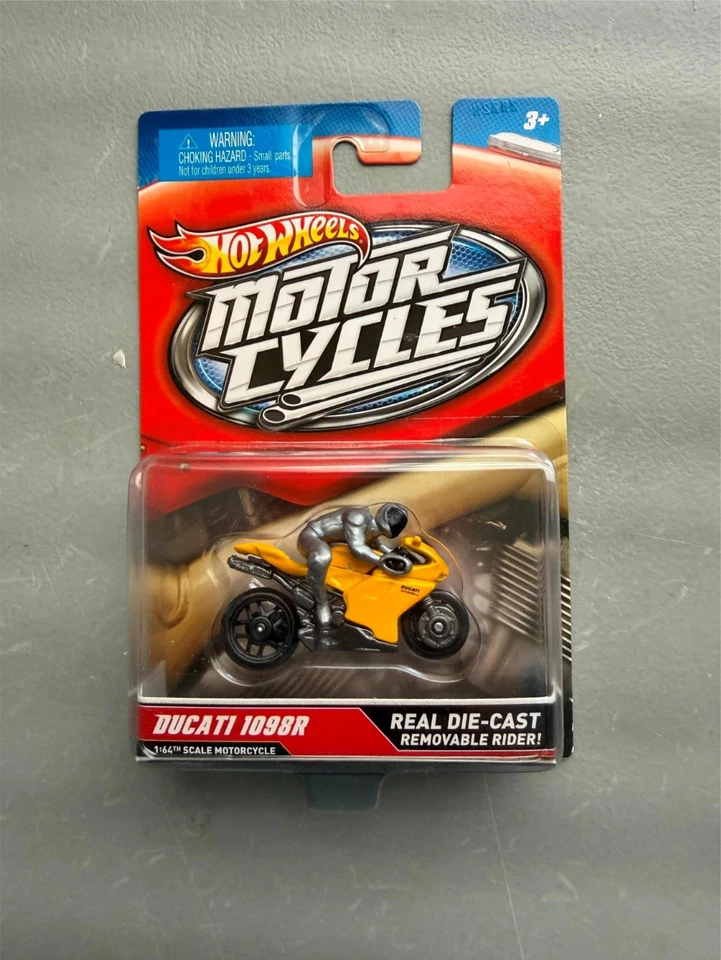 WARNING:
CHOKING HAZARD - Small parts.
Not for children under 3 years.
3+
HOT WHEELS
MOTOR
CYCLES
DUCATI
DUCATI 1098R
1:64TH SCALE MOTORCYCLE
REAL DIE-CAST
REMOVABLE RIDER!